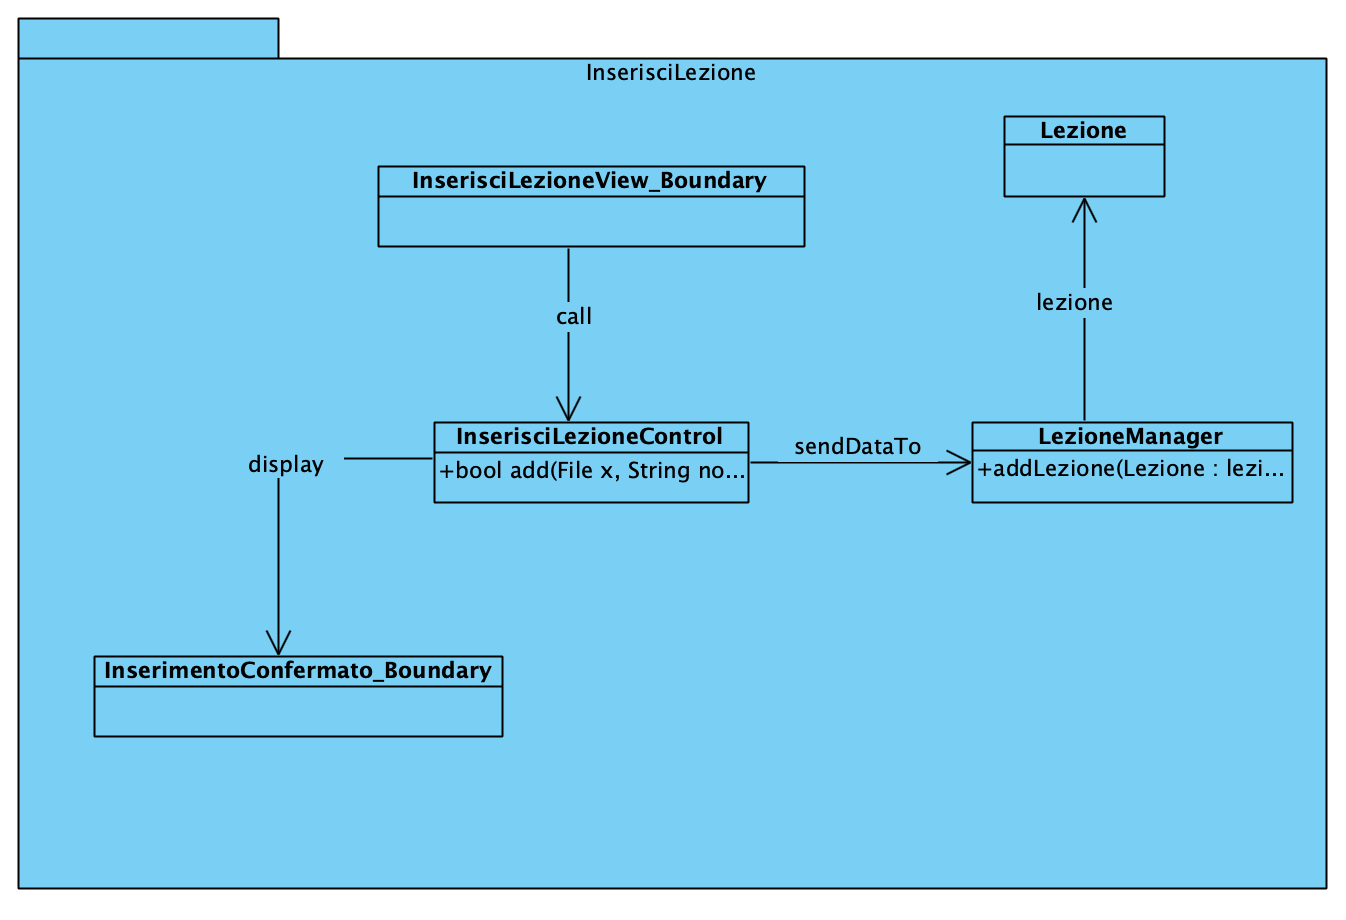 InserisciLezione
Lezione
InserisciLezioneView_Boundary
lezione
call
InserisciLezioneControl
+bool add(File x, String no...
sendDataTo
LezioneManager
+addLezione(Lezione : lezi...
display
InserimentoConfermato_Boundary